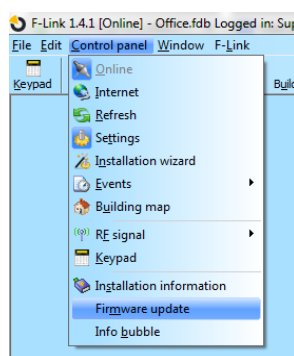 F-Link 1.4.1 [Online] - Office.fdb Logged in: Sup
File Edit Control panel Window F-Link
Keypad
Online
Internet
Refresh
Settings
Installation wizard
Events
Building map
RF signal
Keypad
Installation information
Firmware update
Info bubble
Build